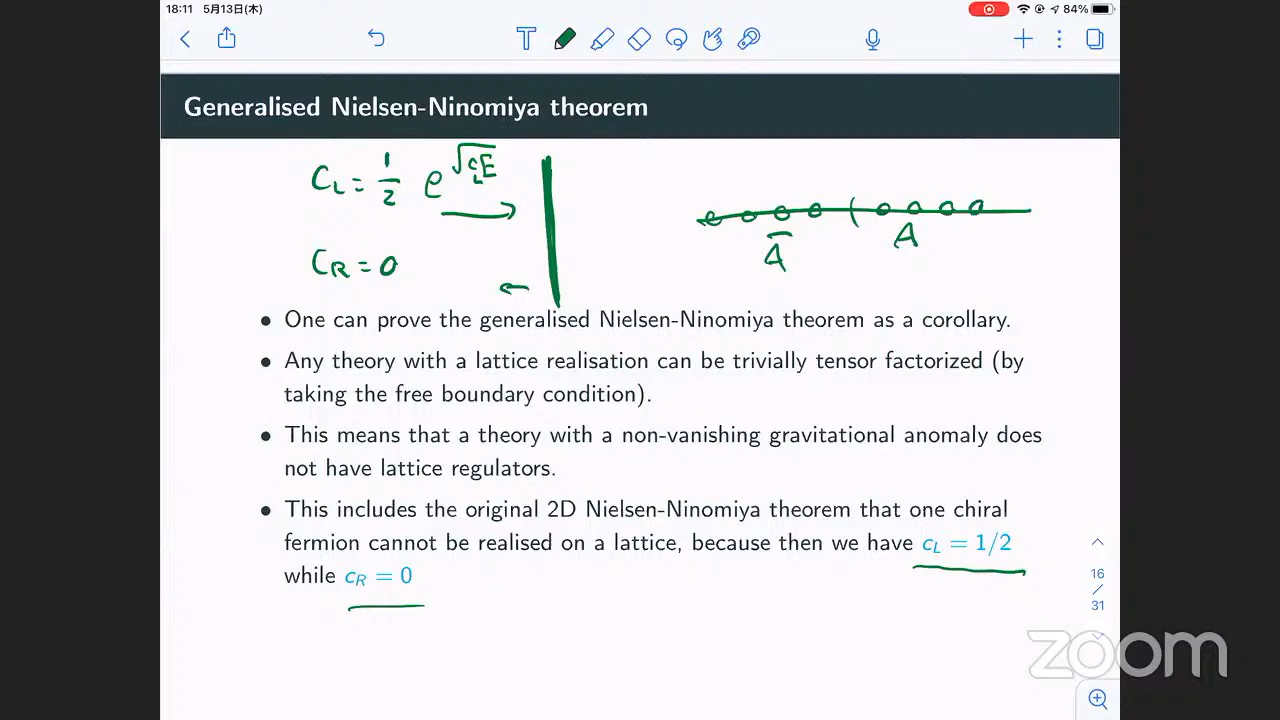 18:11 5月13日(木)
84%
Generalised Nielsen-Ninomiya theorem
C_L = 1/2 e^√(C_L E)
C_R = 0
Ā
A
• One can prove the generalised Nielsen-Ninomiya theorem as a corollary.
• Any theory with a lattice realisation can be trivially tensor factorized (by
taking the free boundary condition).
• This means that a theory with a non-vanishing gravitational anomaly does
not have lattice regulators.
• This includes the original 2D Nielsen-Ninomiya theorem that one chiral
fermion cannot be realised on a lattice, because then we have c_L = 1/2
while c_R = 0
16
/
31
zoom